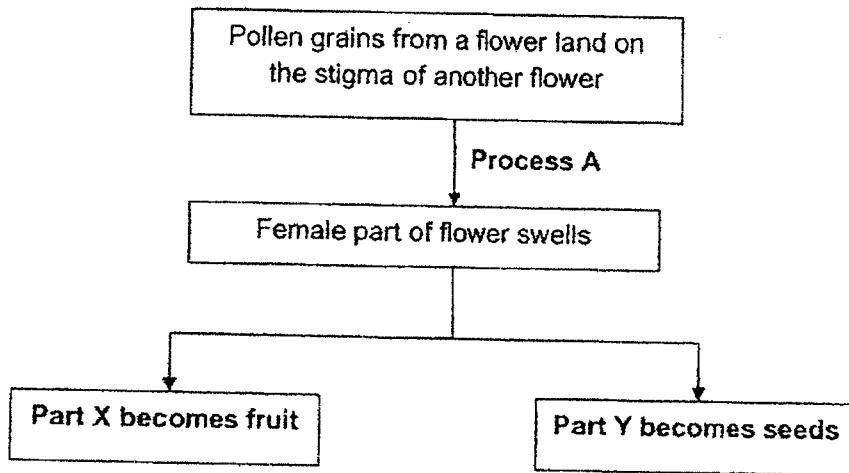 Pollen grains from a flower land on
the stigma of another flower
Process A
Female part of flower swells
Part X becomes fruit
Part Y becomes seeds